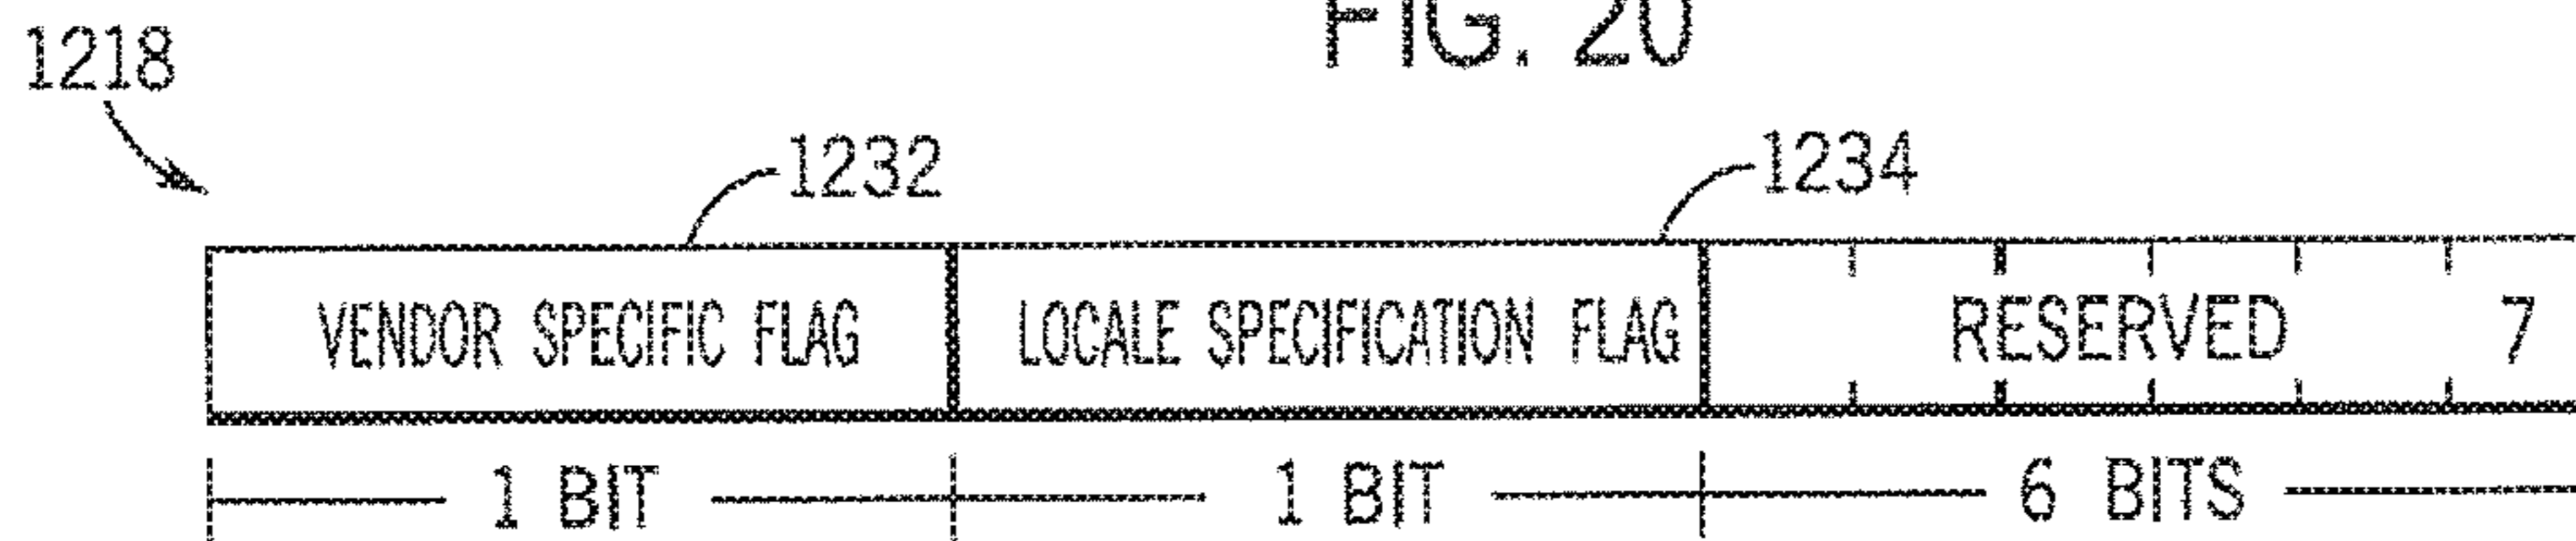 FIG. 20
1218
1232
1234
VENDOR SPECIFIC FLAG
LOCALE SPECIFICATION FLAG
RESERVED
7
1 BIT
1 BIT
6 BITS